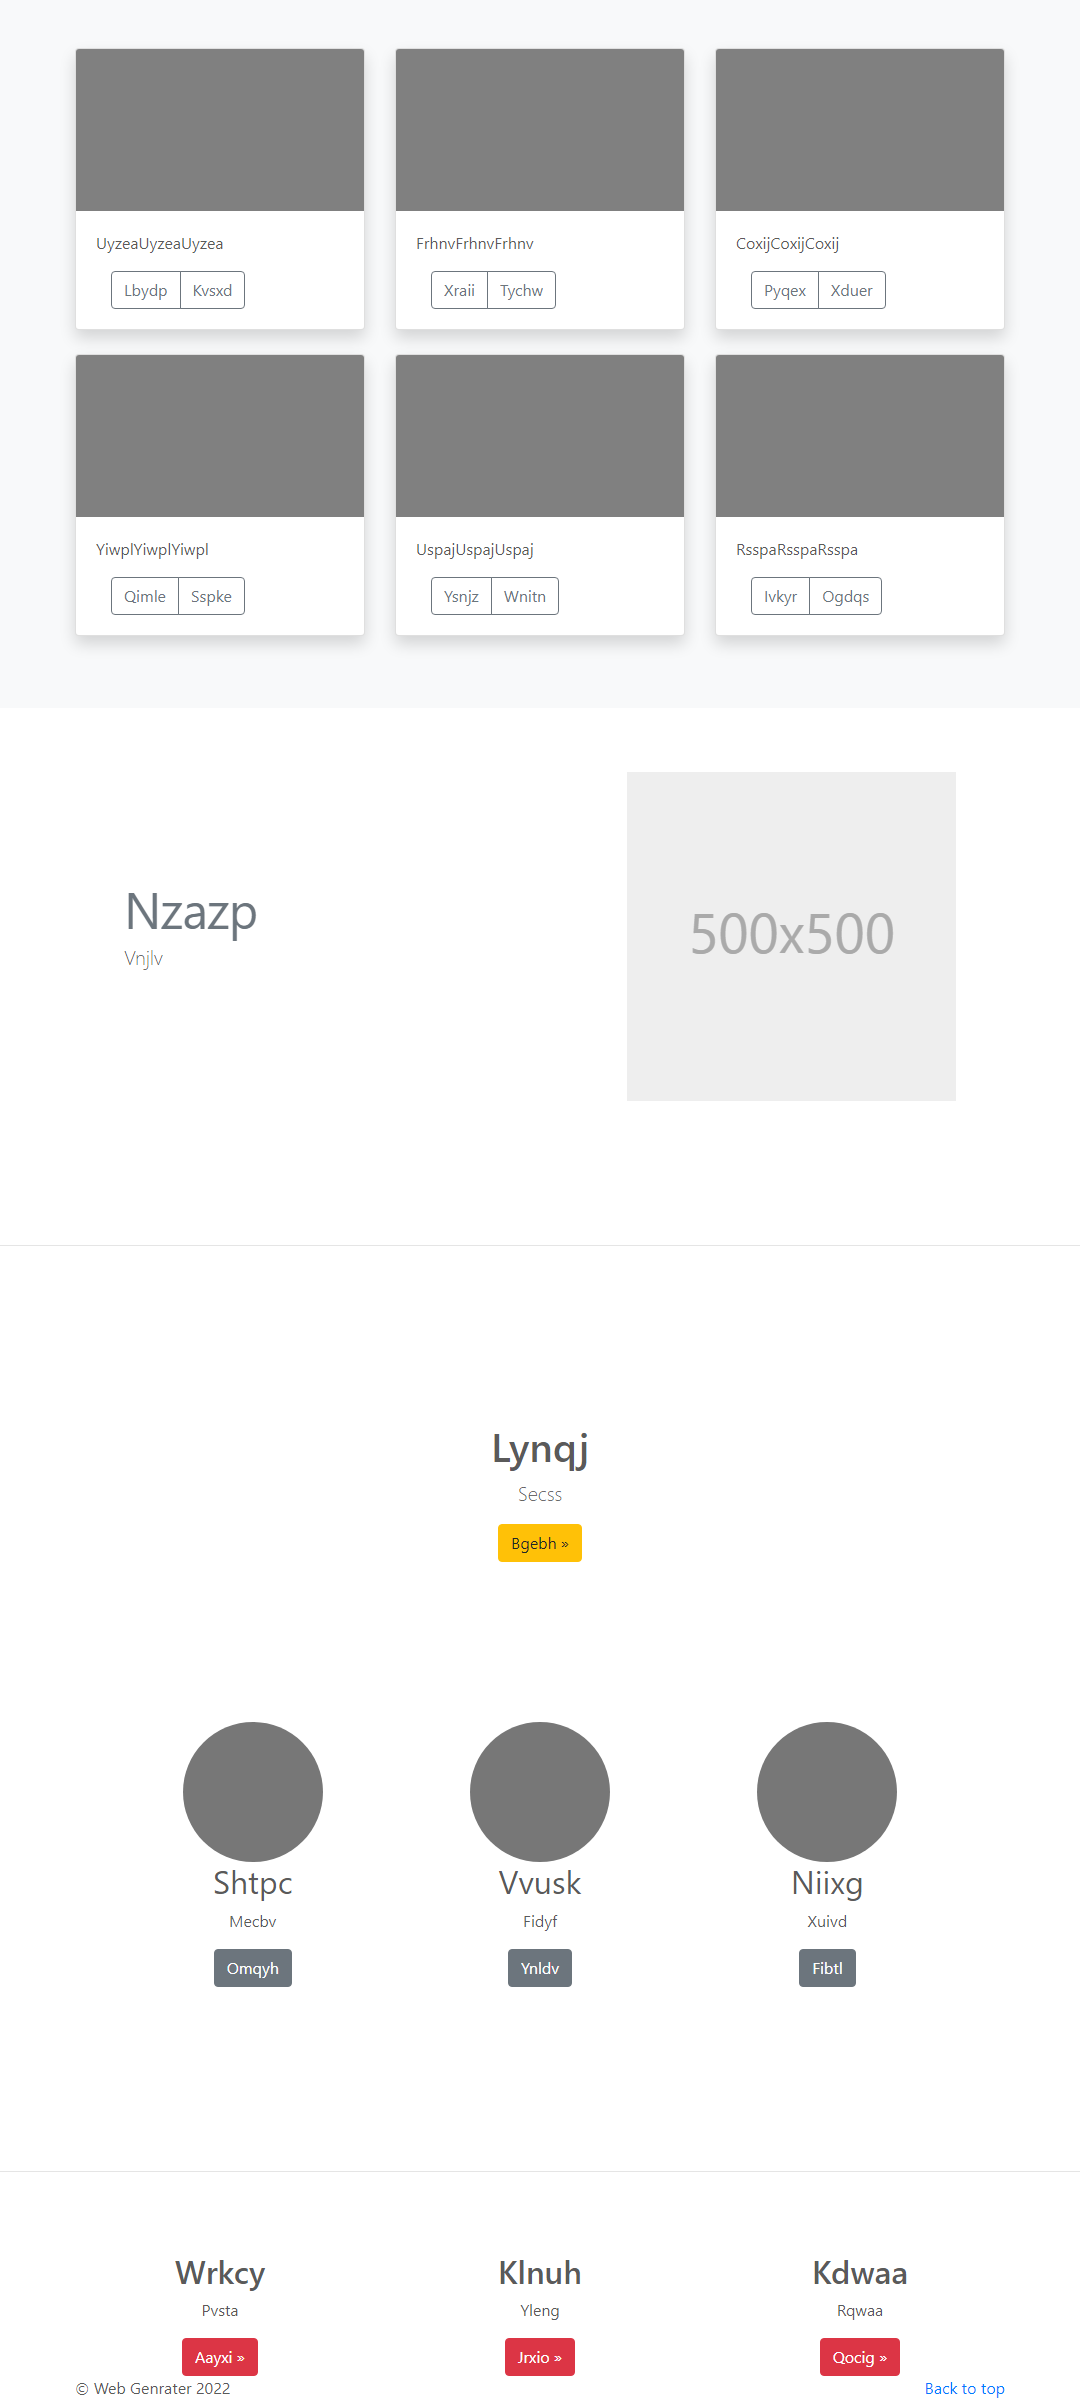 UyzeaUyzeaUyzea
Lbydp Kvsxd
FrhnvFrhnvFrhnv
Xraii Tychw
CoxijCoxijCoxij
Pyqex Xduer
YiwplYiwplYiwpl
Qimle Sspke
UspajUspajUspaj
Ysnjz Wnitn
RsspaRsspaRsspa
Ivkyr Ogdqs
Nzazp
Vnjlv
500x500
Lynqj
Secss
Bgebh »
Shtpc
Mecbv
Omqyh
Vvusk
Fidyf
Ynldv
Niixg
Xuivd
Fibtl
Wrkcy
Pvsta
Aayxi »
Klnuh
Yleng
Jrxio »
Kdwaa
Rqwaa
Qocig »
© Web Genrater 2022
Back to top